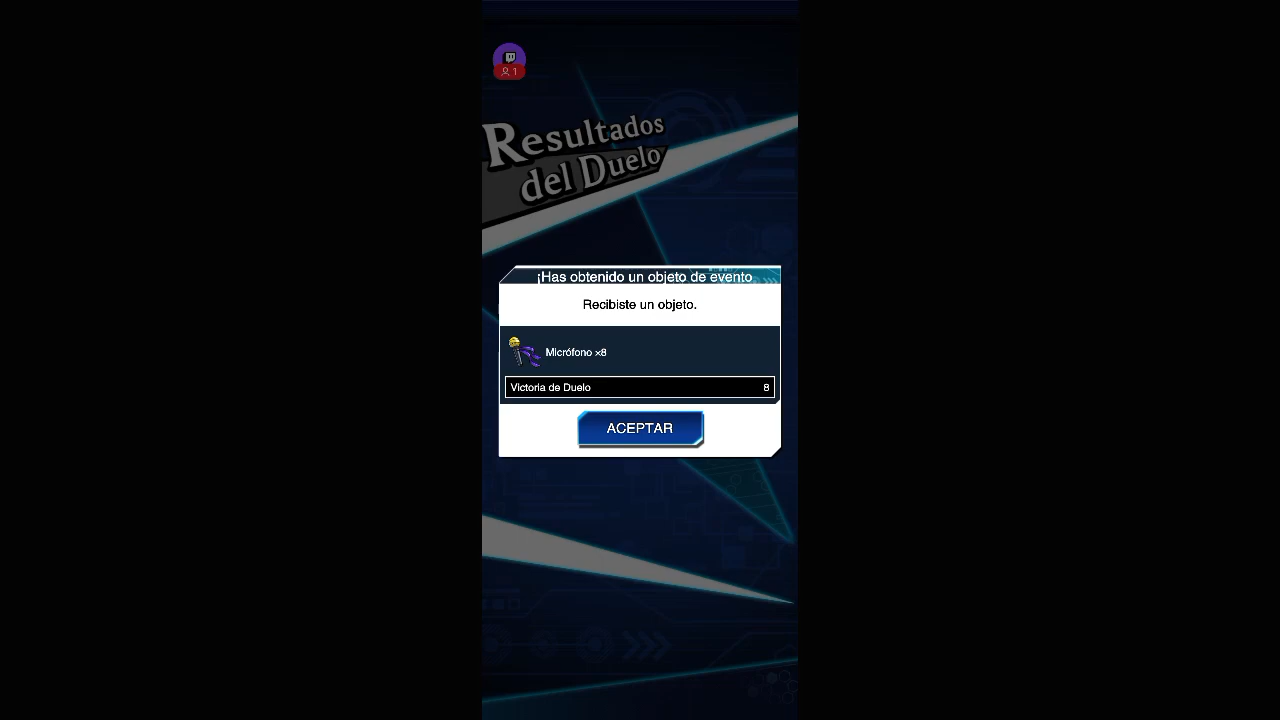 1
Resultados
del Duelo
¡Has obtenido un objeto de evento
Recibiste un objeto.
Micrófono ×8
Victoria de Duelo 8
ACEPTAR